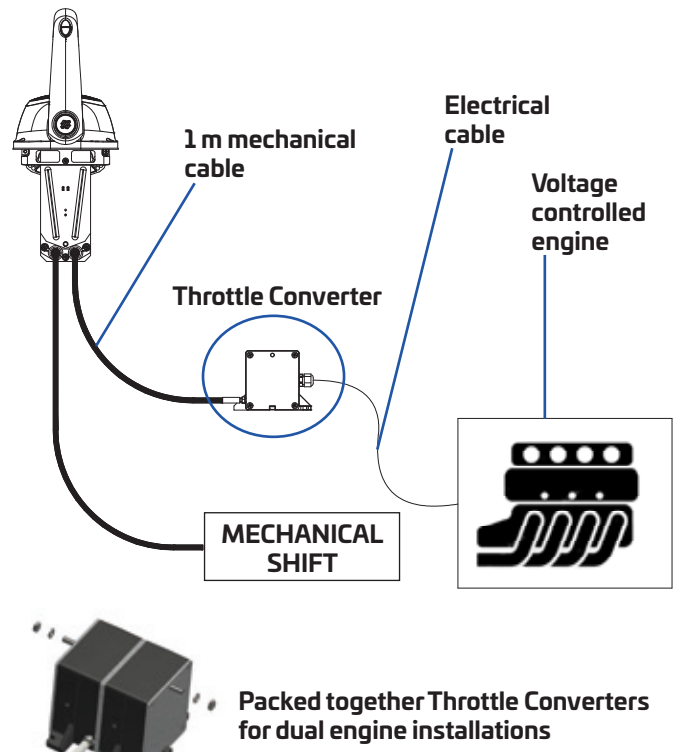 Electrical
cable
1 m mechanical
cable
Voltage
controlled
engine
Throttle Converter
MECHANICAL
SHIFT
Packed together Throttle Converters
for dual engine installations